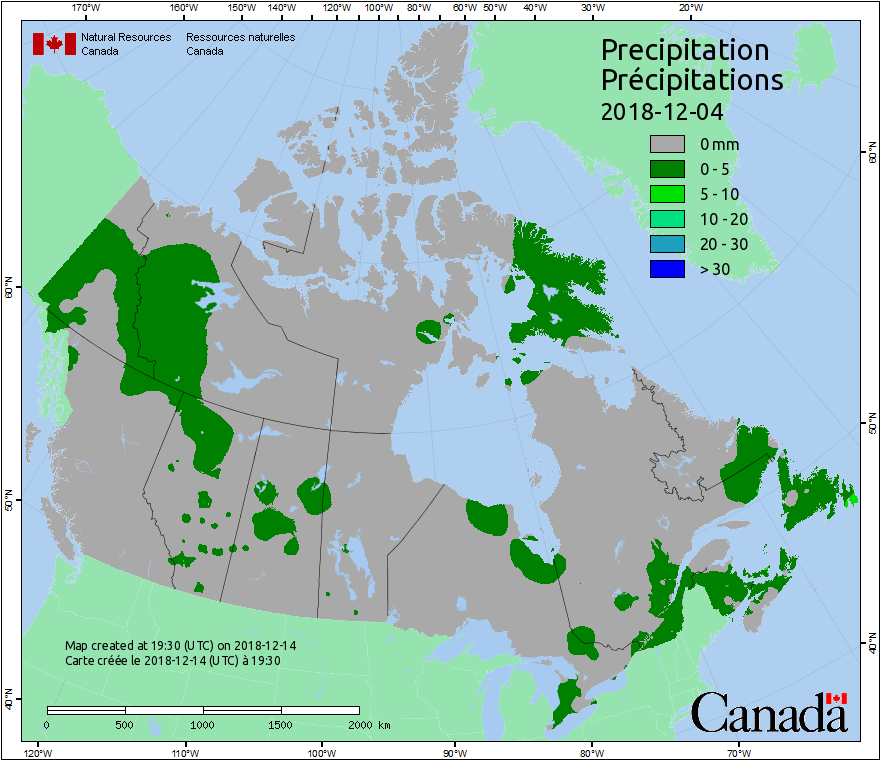 170°W 160°W 150°W 140°W 120°W 100°W 80°W 60°W 50°W 40°W 30°W 20°W
Natural Resources Ressources naturelles
Canada Canada
Precipitation
Précipitations
2018-12-04
0 mm
0 - 5
5 - 10
10 - 20
20 - 30
> 30
60°N
60°N
50°N
50°N
40°N
40°N
Map created at 19:30 (UTC) on 2018-12-14
Carte créée le 2018-12-14 (UTC) à 19:30
0 500 1000 1500 2000 km
Canada
120°W 110°W 100°W 90°W 80°W 70°W